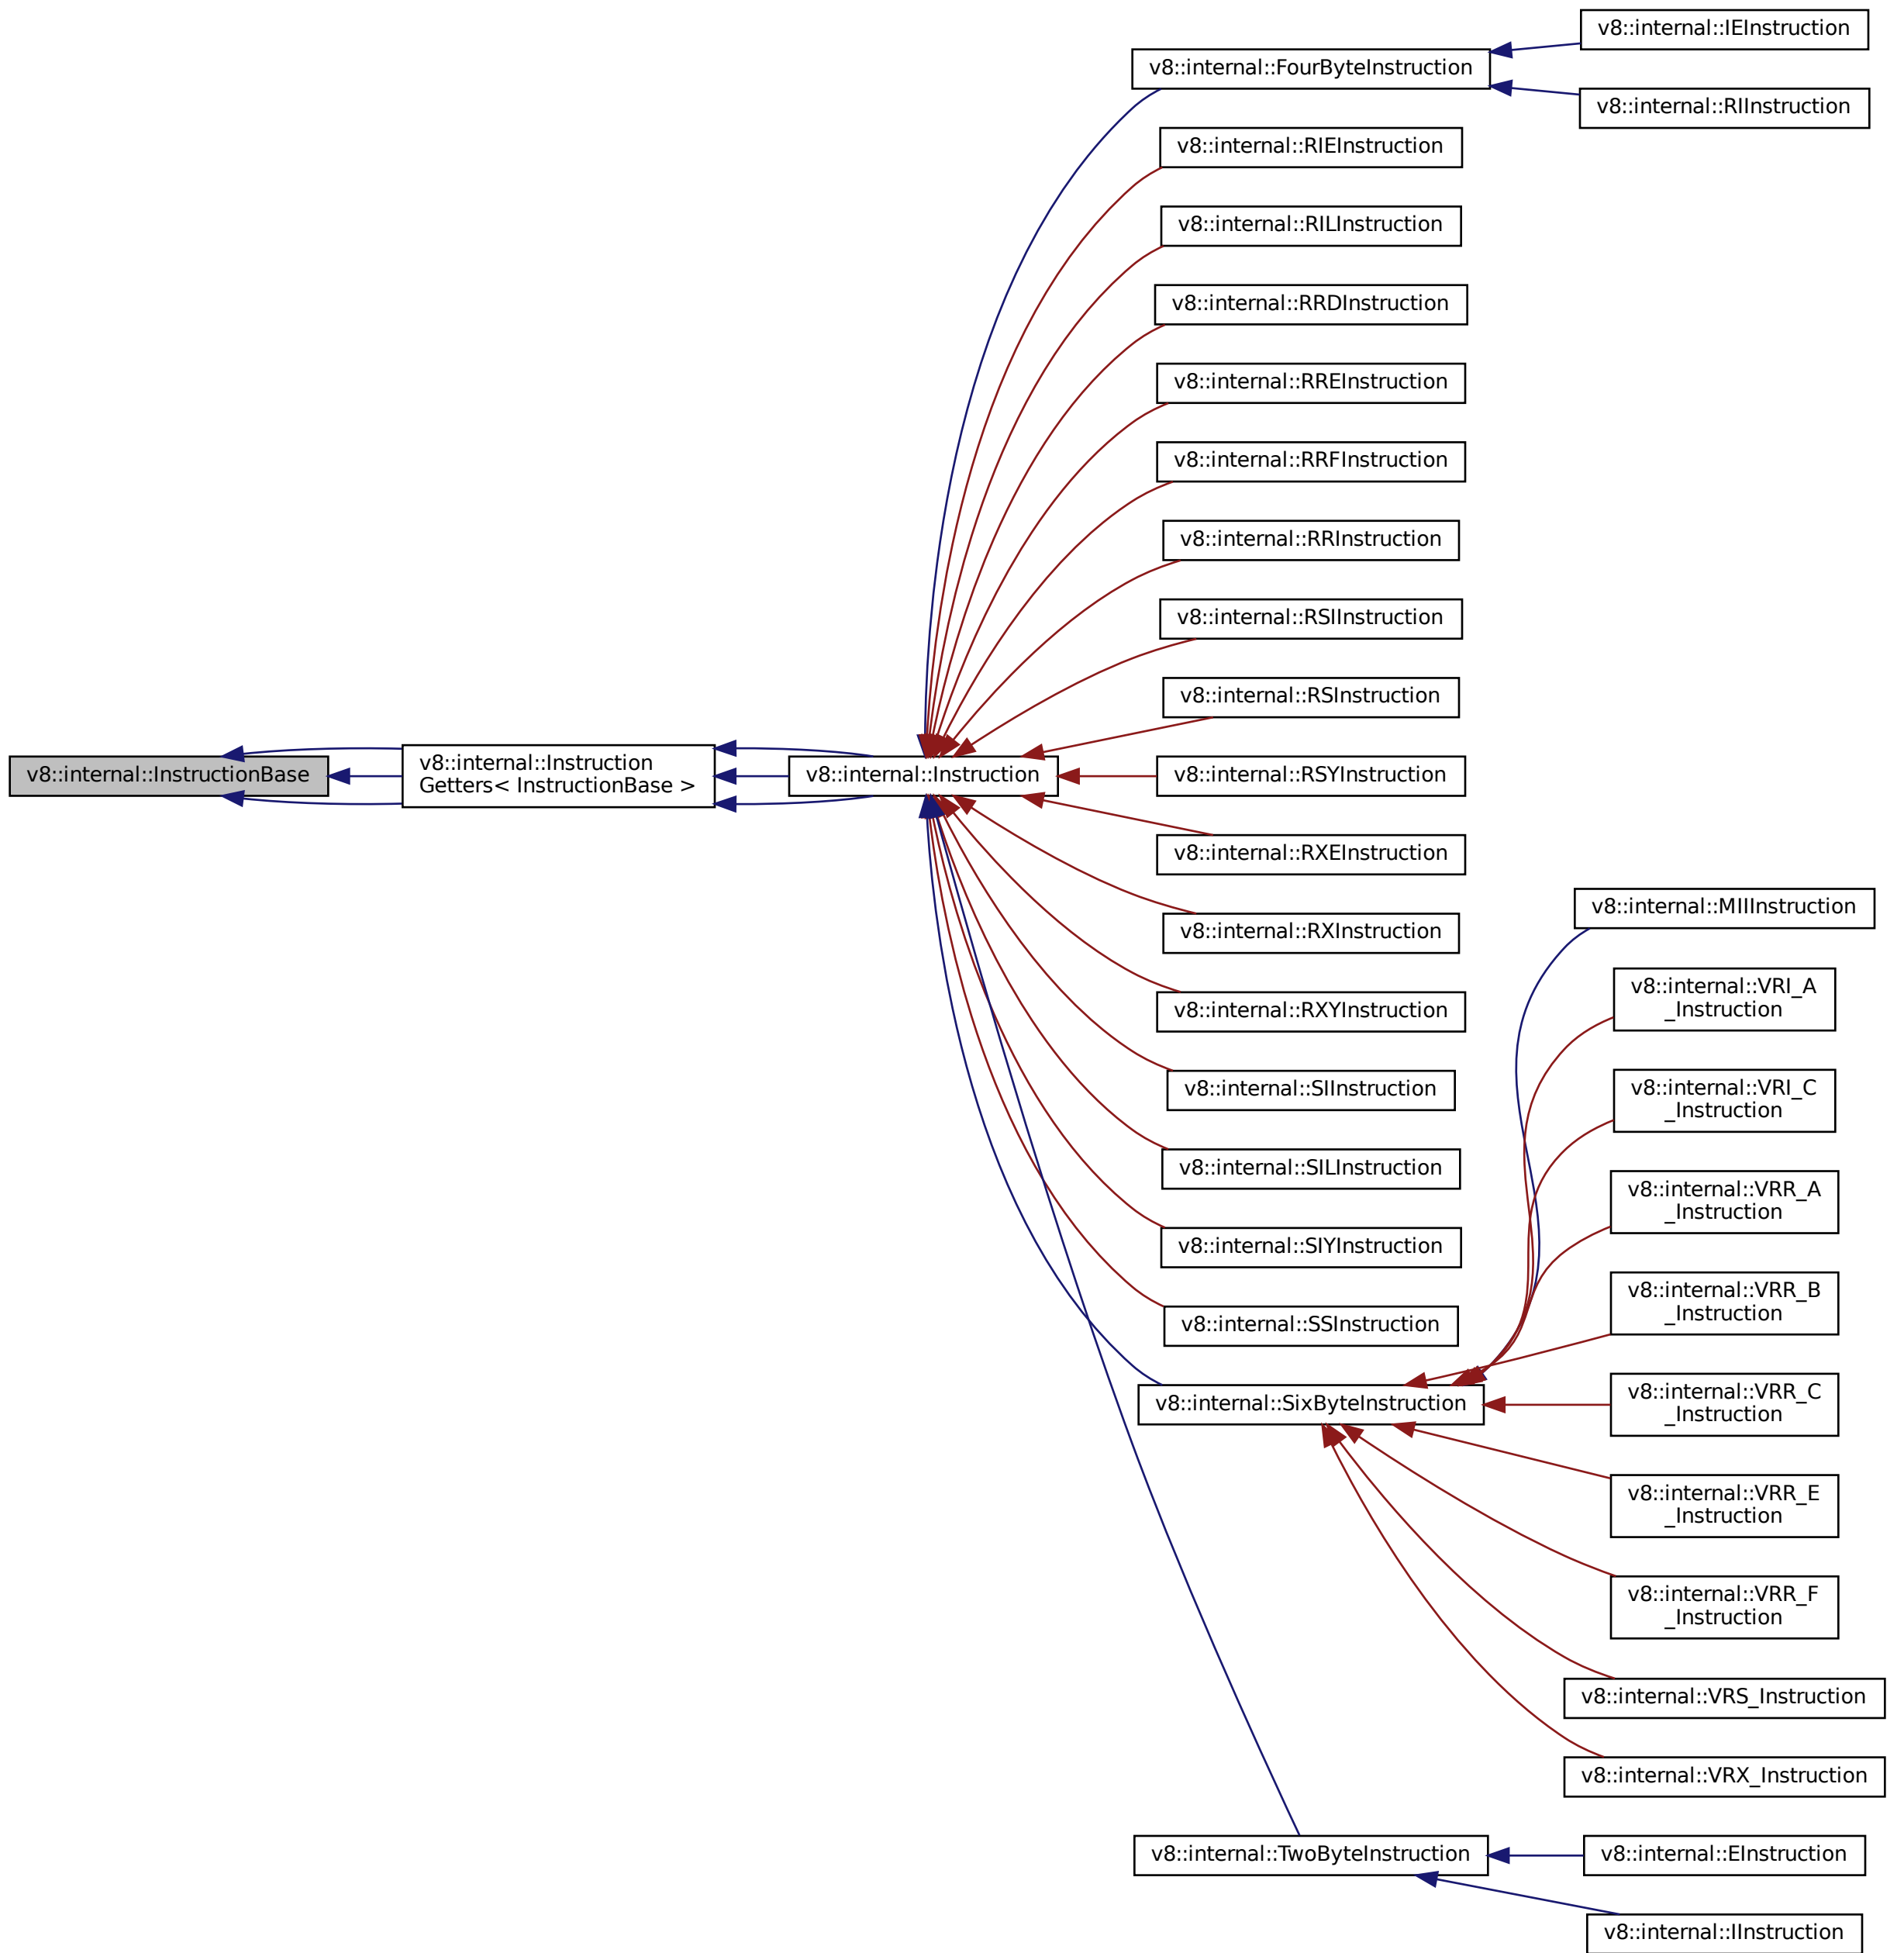 v8::internal::InstructionBase
v8::internal::Instruction
Getters< InstructionBase >
v8::internal::Instruction
v8::internal::FourByteInstruction
v8::internal::IEInstruction
v8::internal::RIInstruction
v8::internal::RIEInstruction
v8::internal::RILInstruction
v8::internal::RRDInstruction
v8::internal::RREInstruction
v8::internal::RRFInstruction
v8::internal::RRInstruction
v8::internal::RSIInstruction
v8::internal::RSInstruction
v8::internal::RSYInstruction
v8::internal::RXEInstruction
v8::internal::RXInstruction
v8::internal::RXYInstruction
v8::internal::SIInstruction
v8::internal::SILInstruction
v8::internal::SIYInstruction
v8::internal::SSInstruction
v8::internal::SixByteInstruction
v8::internal::MIIInstruction
v8::internal::VRI_A
_Instruction
v8::internal::VRI_C
_Instruction
v8::internal::VRR_A
_Instruction
v8::internal::VRR_B
_Instruction
v8::internal::VRR_C
_Instruction
v8::internal::VRR_E
_Instruction
v8::internal::VRR_F
_Instruction
v8::internal::VRS_Instruction
v8::internal::VRX_Instruction
v8::internal::TwoByteInstruction
v8::internal::EInstruction
v8::internal::IInstruction